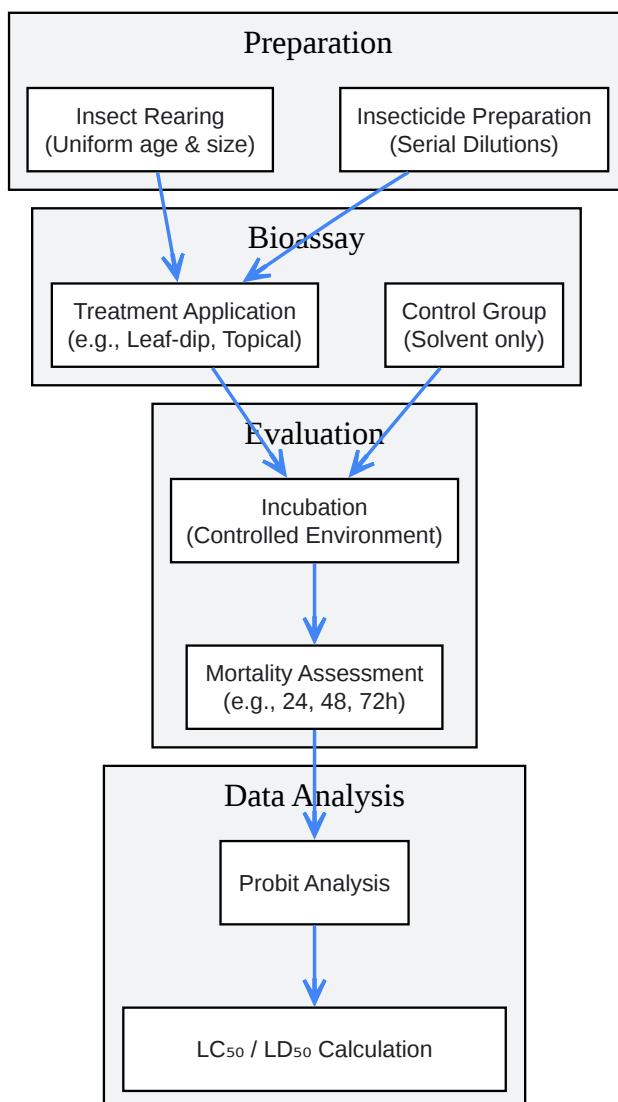 Preparation
Insect Rearing
(Uniform age & size)
Insecticide Preparation
(Serial Dilutions)
Bioassay
Treatment Application
(e.g., Leaf-dip, Topical)
Control Group
(Solvent only)
Evaluation
Incubation
(Controlled Environment)
Mortality Assessment
(e.g., 24, 48, 72h)
Data Analysis
Probit Analysis
LC₅₀ / LD₅₀ Calculation